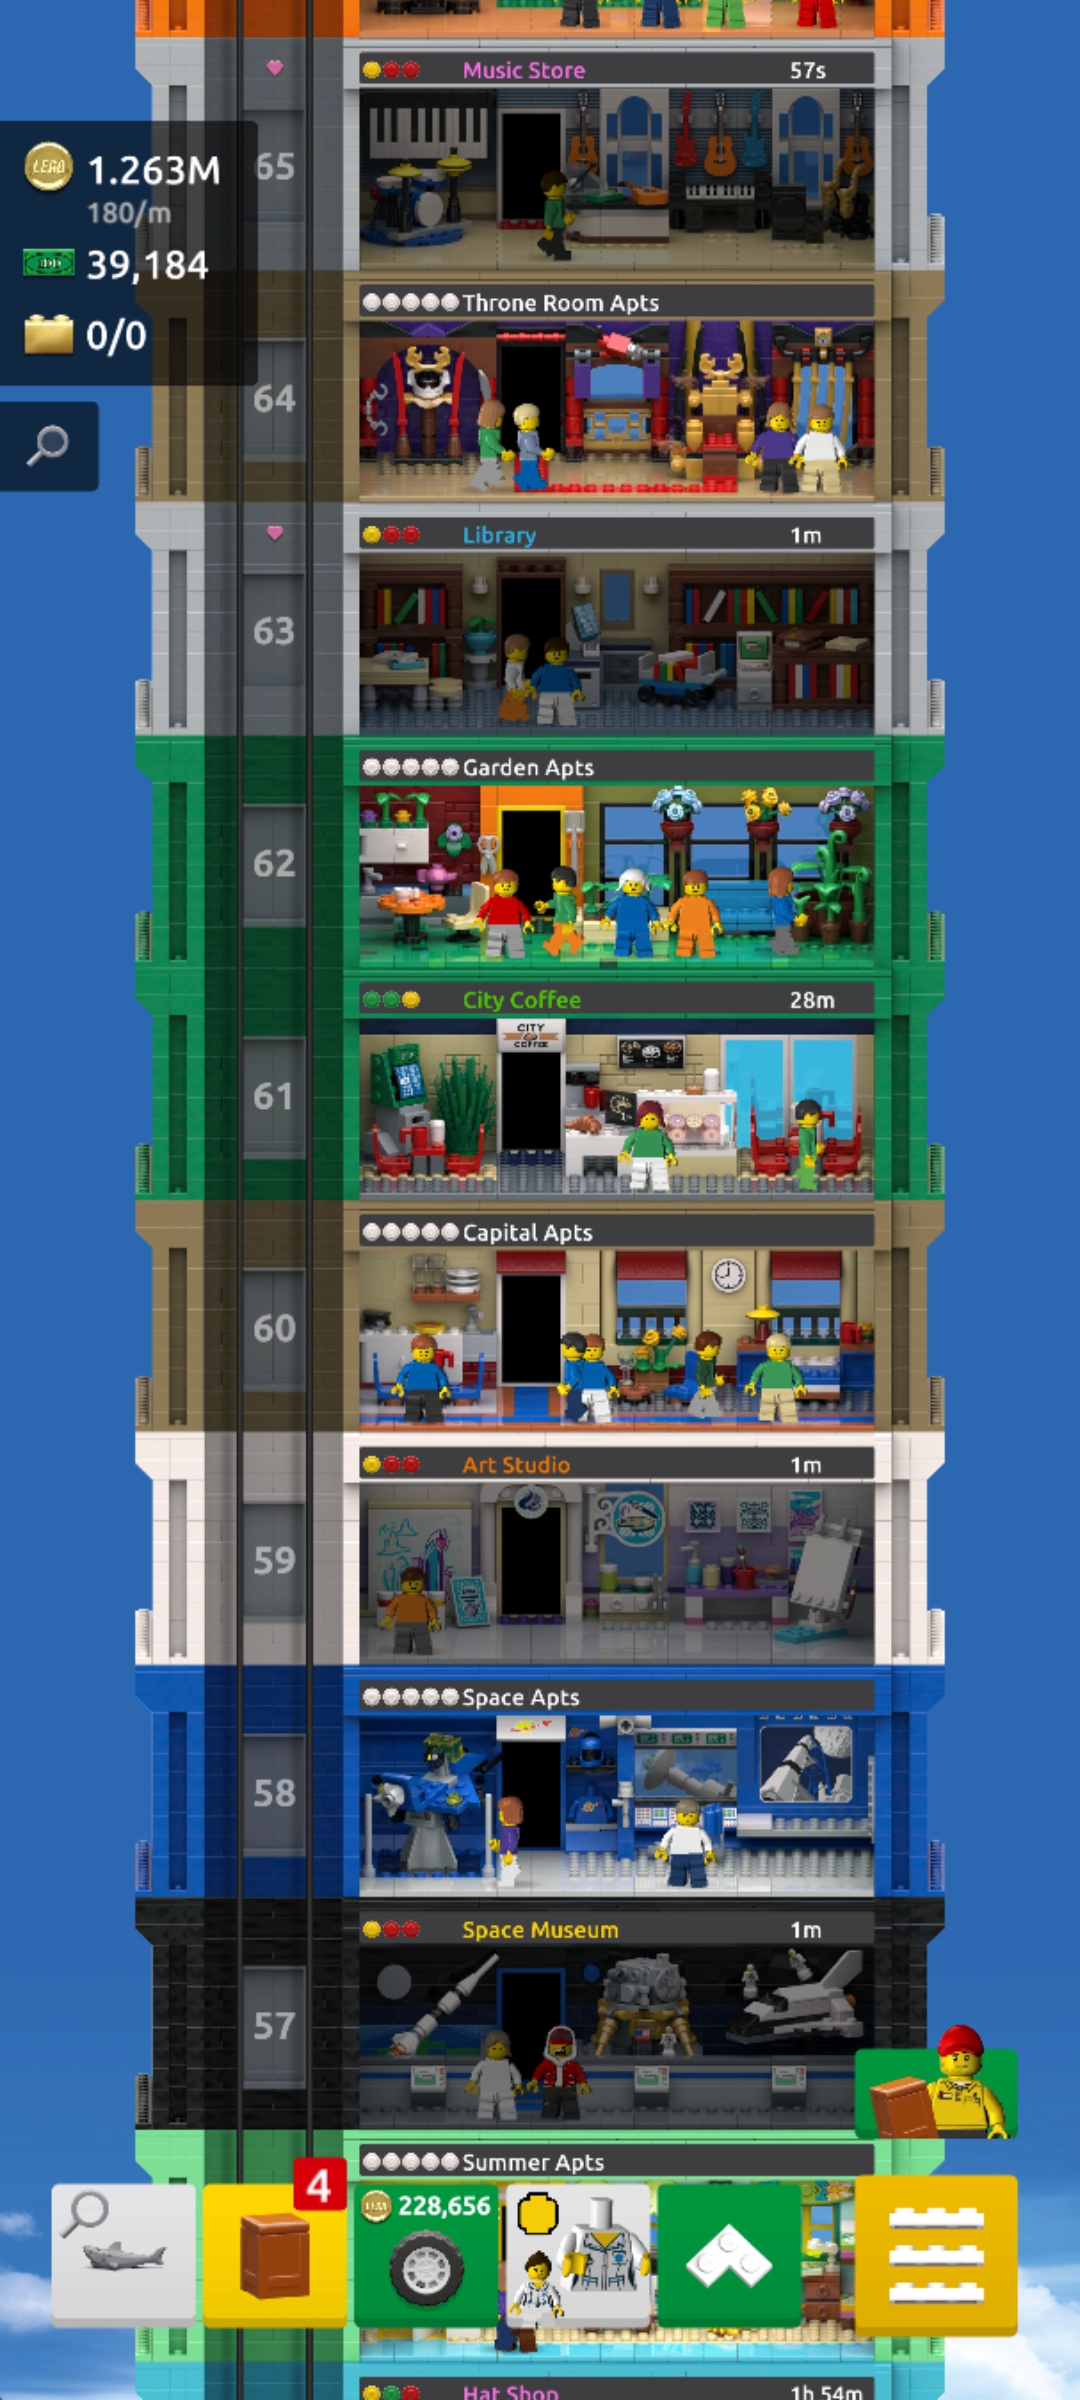 Music Store 57s
LEGO 1.263M
180/m
65
39,184
0/0
Throne Room Apts
64
Library 1m
63
Garden Apts
62
City Coffee 28m
CITY
COFFEE
61
Capital Apts
60
Art Studio 1m
59
Space Apts
58
Space Museum 1m
57
Summer Apts
4
228,656
Hat Shop 1h 54m